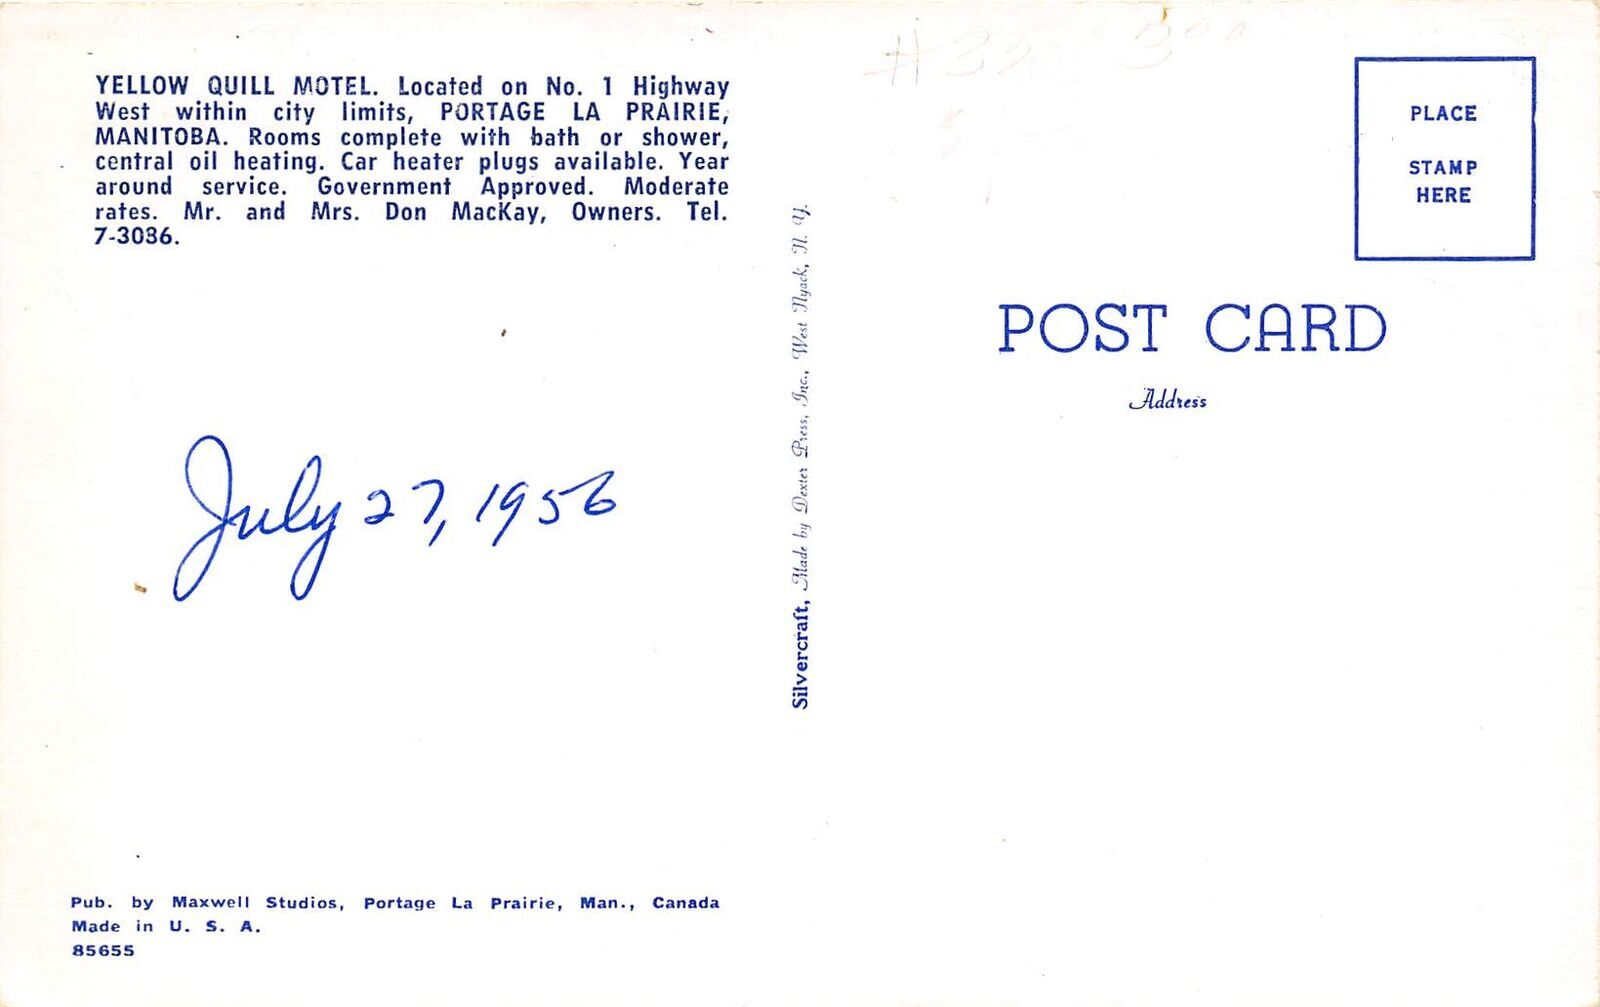 YELLOW QUILL MOTEL. Located on No. 1 Highway
West within city limits, PORTAGE LA PRAIRIE,
MANITOBA. Rooms complete with bath or shower,
central oil heating. Car heater plugs available. Year
around service. Government Approved. Moderate
rates. Mr. and Mrs. Don MacKay, Owners. Tel.
7-3036.
July 27, 1956
Pub. by Maxwell Studios, Portage La Prairie, Man., Canada
Made in U. S. A.
85655
Silvercraft, Made by Dexter Press, Inc., West Nyack, N. Y.
300
PLACE
STAMP
HERE
POST CARD
Address